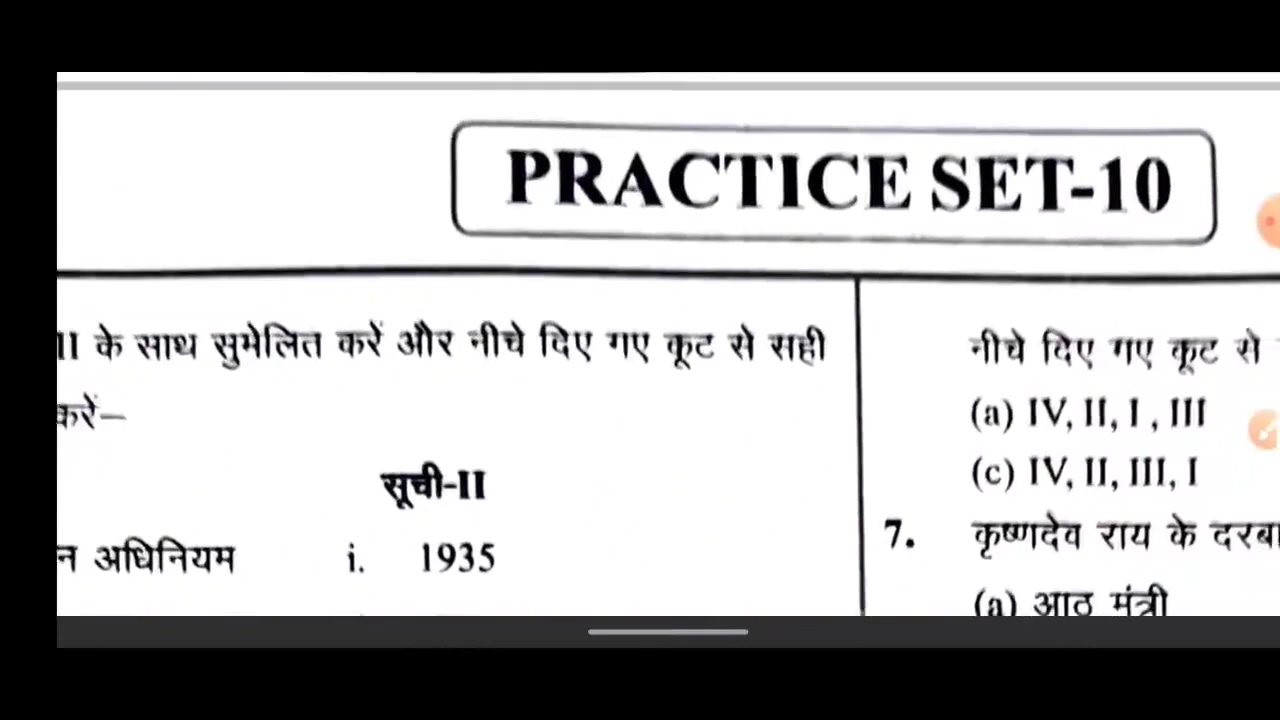 PRACTICE SET-10
II के साथ सुमेलित करें और नीचे दिए गए कूट से सही
करें–
सूची-II
न अधिनियम i. 1935
नीचे दिए गए कूट से
(a) IV, II, I , III
(c) IV, II, III, I
7. कृष्णदेव राय के दरबा
(a) आठ मंत्री